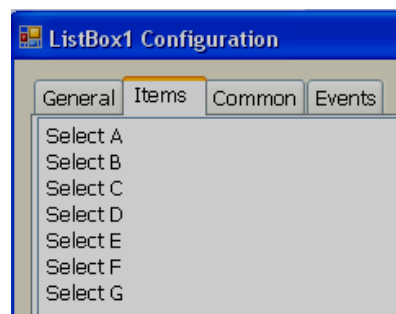 ListBox1 Configuration
General Items Common Events
Select A
Select B
Select C
Select D
Select E
Select F
Select G